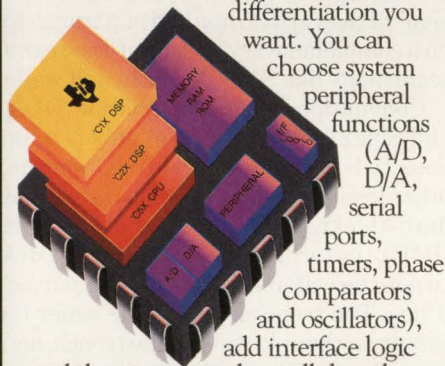 differentiation you
want. You can
choose system
peripheral
functions
(A/D,
D/A,
serial
ports,
timers, phase
comparators
and oscillators),
add interface logic
'C1X DSP
'C2X DSP
'C5X CPU
MEMORY
RAM
ROM
I/F
PERIPHERAL
A/D
D/A